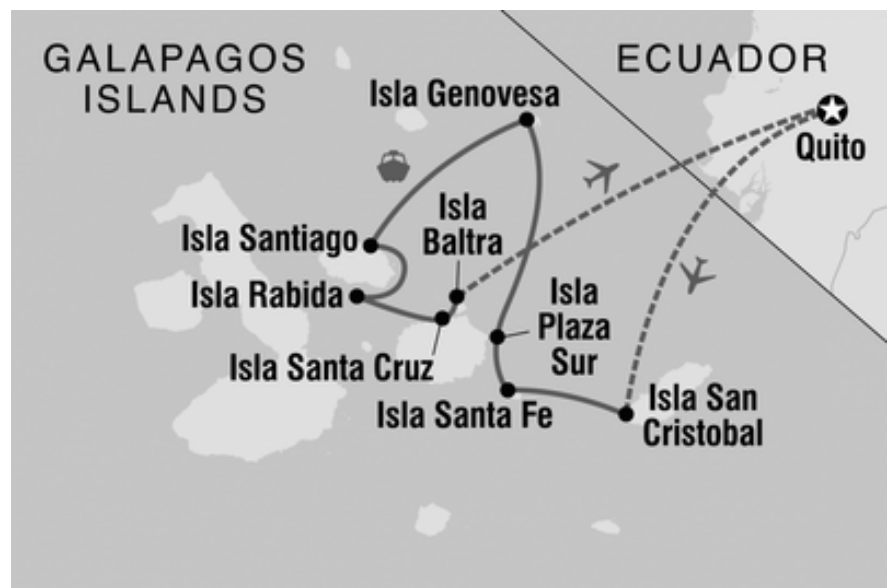 GALAPAGOS
ISLANDS
ECUADOR
Isla Genovesa
Quito
Isla
Baltra
Isla Santiago
Isla Rabida
Isla
Plaza
Sur
Isla Santa Cruz
Isla Santa Fe
Isla San
Cristobal